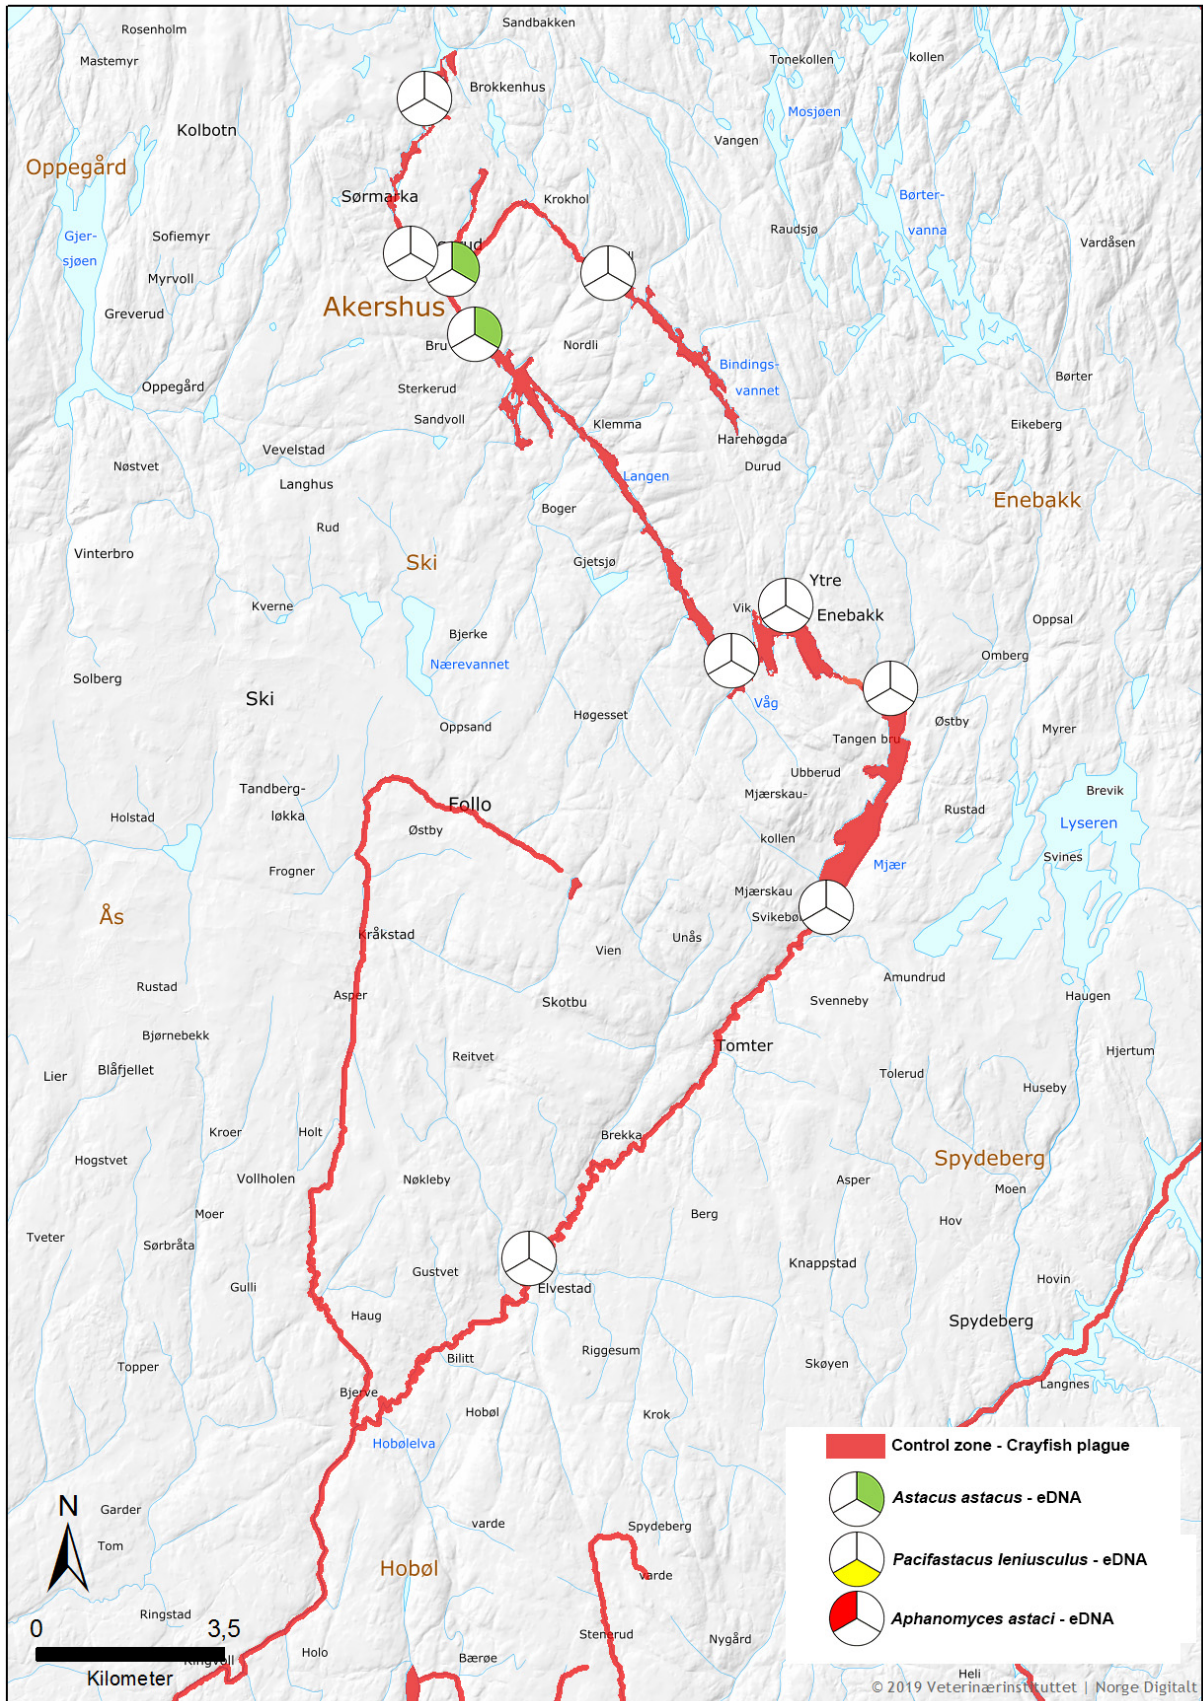 Sandbakken
Rosenholm
Mastemyr
Tonekollen
kollen
Brokkenhus
Mosjøen
Kolbotn
Vangen
Oppegård
Sørmarka
Krokhol
Børter-
vanna
Raudsjø
Gjer-
sjøen
Sofiemyr
Vardåsen
Myrvoll
Akershus
Greverud
Bru
Nordli
Bindings-
vannet
Oppegård
Sterkerud
Børter
Sandvoll
Klemma
Eikeberg
Harehøgda
Vevelstad
Nøstvet
Durud
Langhus
Langen
Enebakk
Boger
Rud
Vinterbro
Ski
Gjetsjø
Ytre
Enebakk
Kverne
Vik
Oppsal
Bjerke
Nærevannet
Omberg
Solberg
Ski
Våg
Høgesset
Oppsand
Østby
Myrer
Tangen bru
Ubberud
Tandberg-
løkka
Mjærskau-
kollen
Brevik
Follo
Holstad
Rustad
Lyseren
Østby
Svines
Frogner
Mjær
Mjærskau
Ås
Svikebøl
Kråkstad
Unås
Vien
Amundrud
Rustad
Asper
Haugen
Skotbu
Svenneby
Bjørnebekk
Tomter
Reitvet
Hjertum
Lier
Blåfjellet
Tolerud
Huseby
Kroer
Holt
Brekka
Hogstvet
Spydeberg
Vollholen
Nøkleby
Asper
Moen
Moer
Berg
Hov
Tveter
Sørbråta
Knappstad
Gulli
Gustvet
Elvestad
Hovin
Haug
Spydeberg
Riggesum
Topper
Bilitt
Skøyen
Langnes
Bjerve
Hobøl
Krok
Hobølelva
Control zone - Crayfish plague
Astacus astacus - eDNA
Pacifastacus leniusculus - eDNA
Aphanomyces astaci - eDNA
N
Garder
Tom
varde
Spydeberg
varde
Hobøl
Ringstad
0 3,5
Kilometer
Ringvoll
Holo
Bærøe
Stenerud
Nygård
Heli
© 2019 Veterinærinstituttet | Norge Digitalt